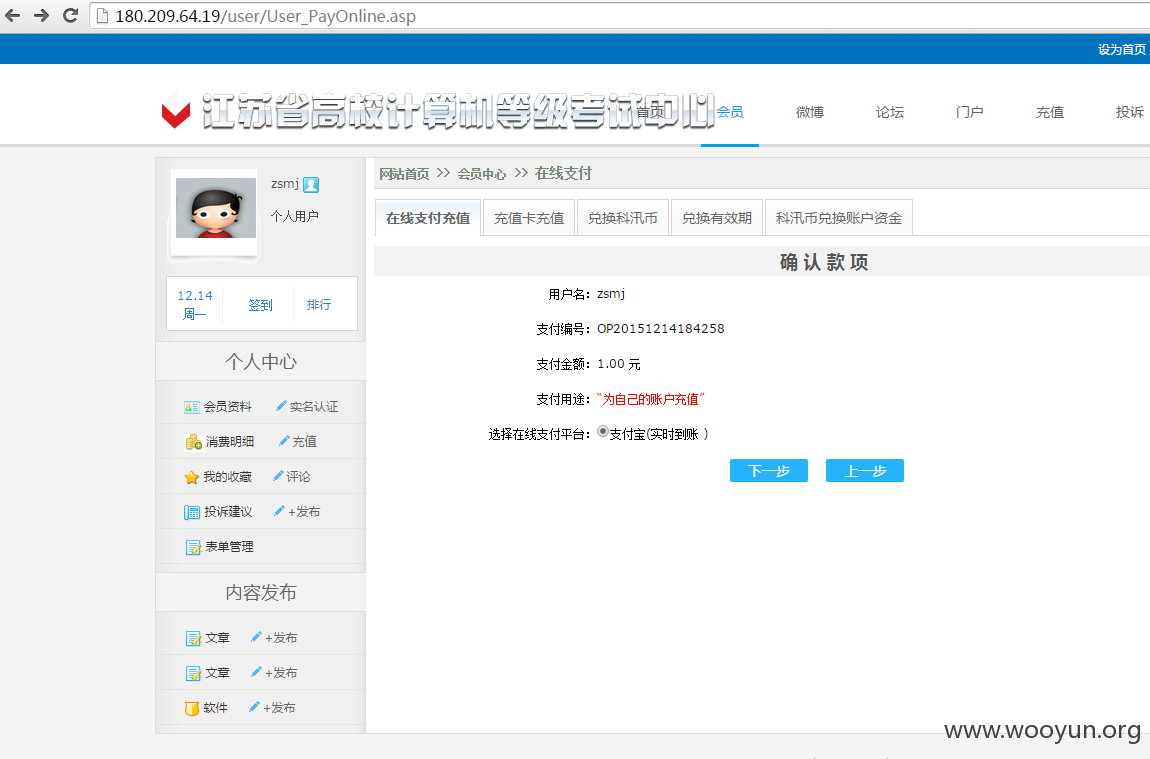 180.209.64.19/user/User_PayOnline.asp
设为首页
江苏省高校计算机等级考试中心
首页 会员 微博 论坛 门户 充值 投诉
zsmj
个人用户
12.14
周一
签到
排行
个人中心
会员资料 实名认证
消费明细 充值
我的收藏 评论
投诉建议 +发布
表单管理
内容发布
文章 +发布
文章 +发布
软件 +发布
网站首页 >> 会员中心 >> 在线支付
在线支付充值 充值卡充值 兑换科汛币 兑换有效期 科汛币兑换账户资金
确认款项
用户名: zsmj
支付编号: OP20151214184258
支付金额: 1.00 元
支付用途: “为自己的账户充值”
选择在线支付平台: 支付宝(实时到账 )
下一步 上一步
www.wooyun.org